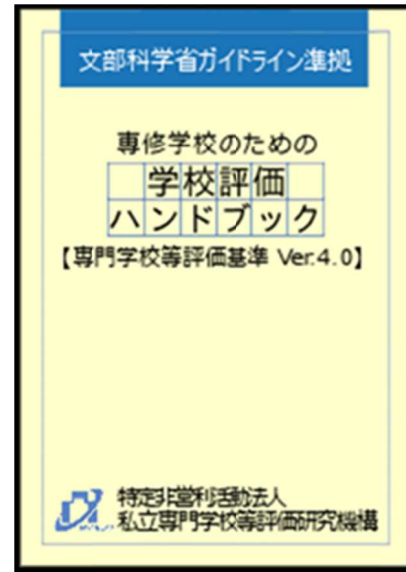 文部科学省ガイドライン準拠
専修学校のための
学校評価
ハンドブック
【専門学校等評価基準 Ver.4.0】
特定非営利活動法人
私立専門学校等評価研究機構